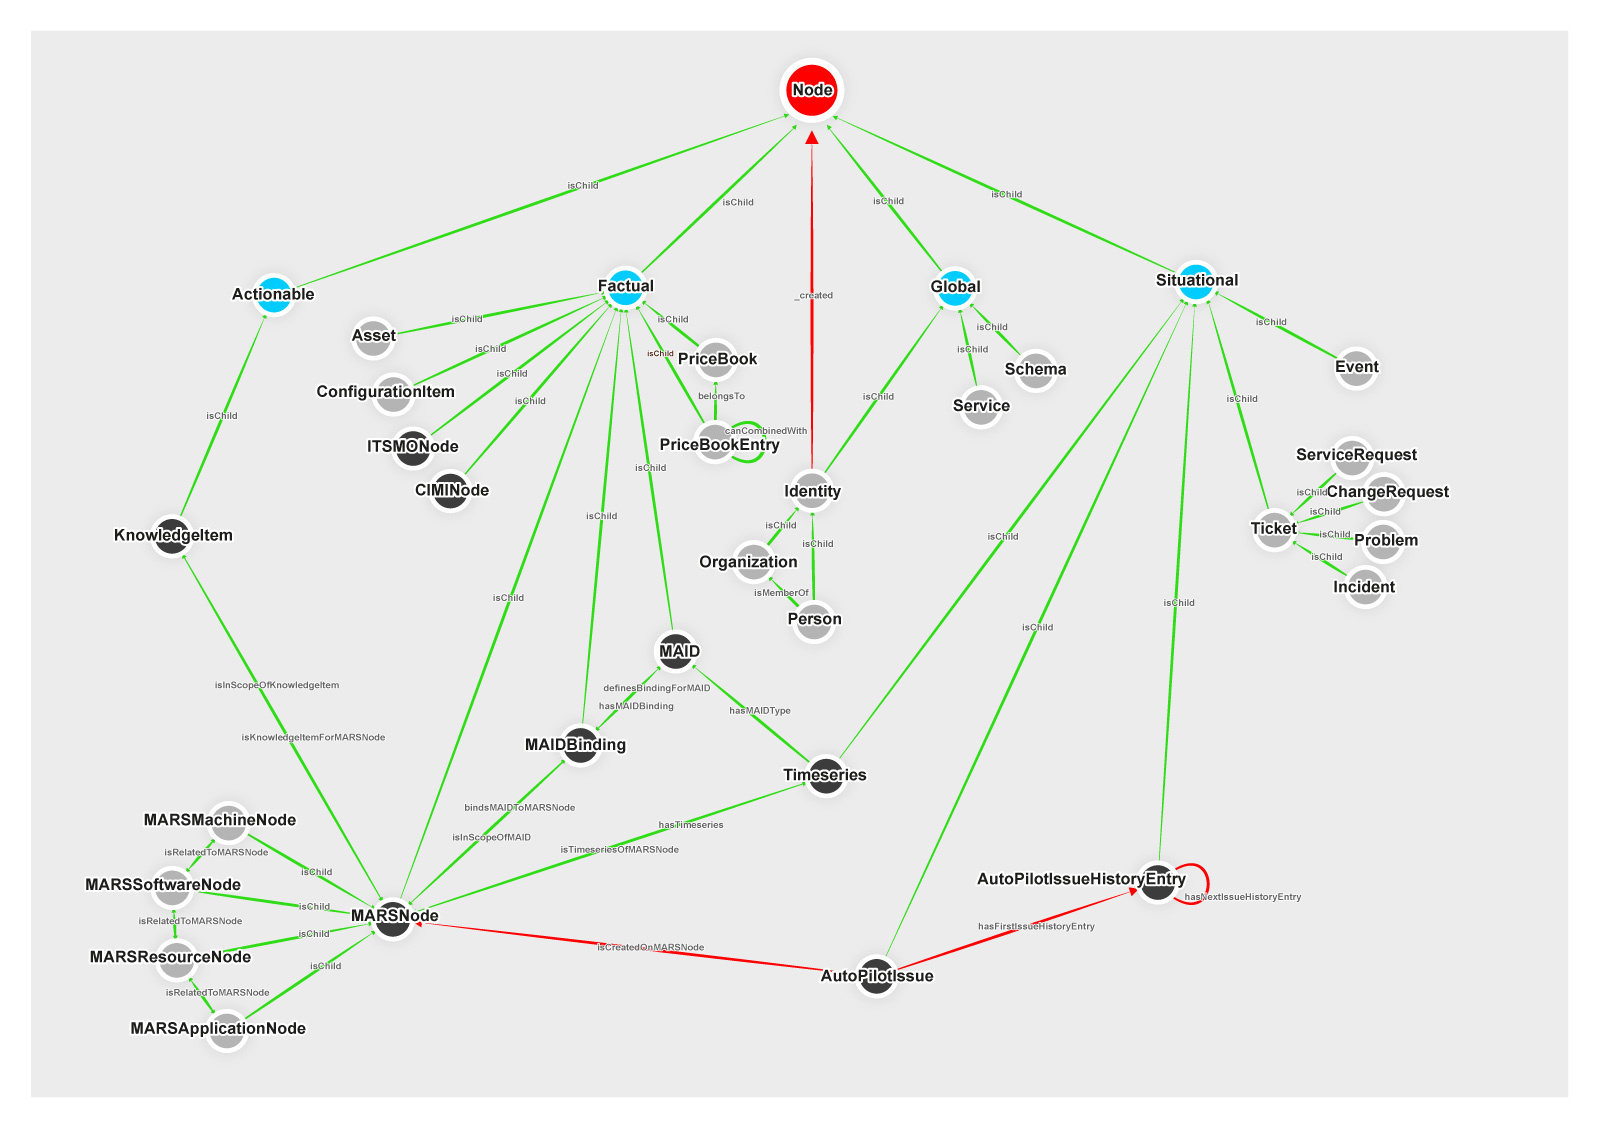 Node
isChild
isChild
isChild
isChild
_created
Actionable
Factual
Global
Situational
Asset
isChild
isChild
PriceBook
isChild
isChild
Schema
isChild
Event
ConfigurationItem
isChild
isChild
isChild
isChild
belongsTo
Service
isChild
isChild
isChild
isChild
ITSMONode
canCombinedWith
PriceBookEntry
ServiceRequest
CIMINode
isChild
Identity
isChild
ChangeRequest
isChild
KnowledgeItem
isChild
isChild
isChild
isChild
Ticket
isChild
Problem
isChild
Organization
isChild
isMemberOf
Incident
isChild
Person
isChild
isChild
MAID
isInScopeOfKnowledgeItem
definesBindingForMAID
hasMAIDBinding
hasMAIDType
isKnowledgeItemForMARSNode
MAIDBinding
Timeseries
bindsMAIDToMARSNode
MARSMachineNode
hasTimeseries
isInScopeOfMAID
isRelatedToMARSNode
isTimeseriesOfMARSNode
isChild
MARSSoftwareNode
AutoPilotIssueHistoryEntry
hasNextIssueHistoryEntry
isChild
MARSNode
isRelatedToMARSNode
hasFirstIssueHistoryEntry
isChild
isCreatedOnMARSNode
MARSResourceNode
isChild
AutoPilotIssue
isRelatedToMARSNode
MARSApplicationNode